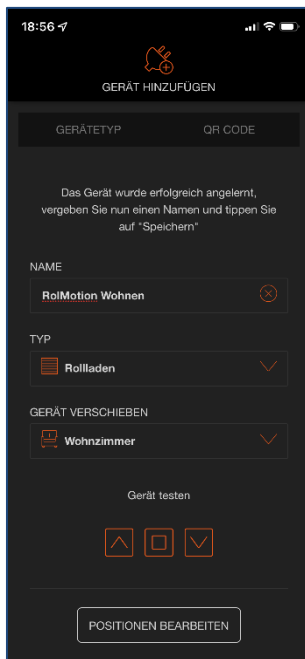 18:56
GERÄT HINZUFÜGEN
GERÄTETYP QR CODE
Das Gerät wurde erfolgreich angelernt,
vergeben Sie nun einen Namen und tippen Sie
auf "Speichern"
NAME
RolMotion Wohnen
TYP
Rollladen
GERÄT VERSCHIEBEN
Wohnzimmer
Gerät testen
POSITIONEN BEARBEITEN